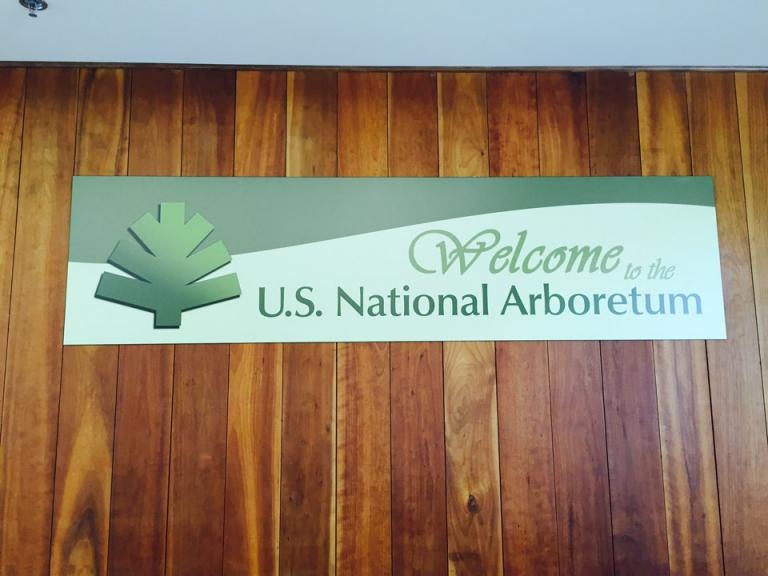 Welcome to the
U.S. National Arboretum